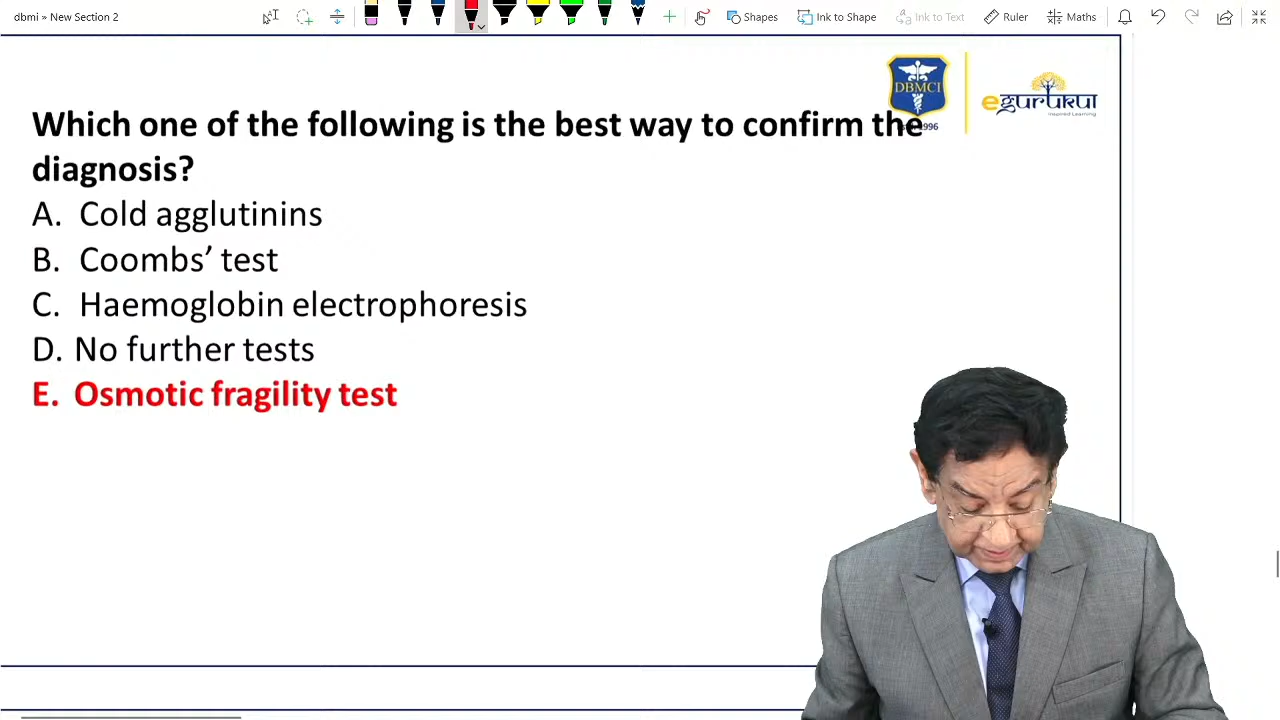 dbmi » New Section 2
Shapes
Ink to Shape
Ink to Text
Ruler
Maths
DBMCI
egurukul
Inspired Learning
Which one of the following is the best way to confirm the
diagnosis?
A. Cold agglutinins
B. Coombs’ test
C. Haemoglobin electrophoresis
D. No further tests
E. Osmotic fragility test